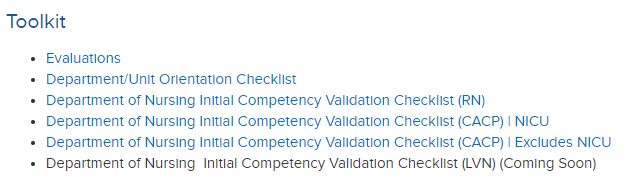 Toolkit
Evaluations
Department/Unit Orientation Checklist
Department of Nursing Initial Competency Validation Checklist (RN)
Department of Nursing Initial Competency Validation Checklist (CACP) | NICU
Department of Nursing Initial Competency Validation Checklist (CACP) | Excludes NICU
Department of Nursing  Initial Competency Validation Checklist (LVN) (Coming Soon)